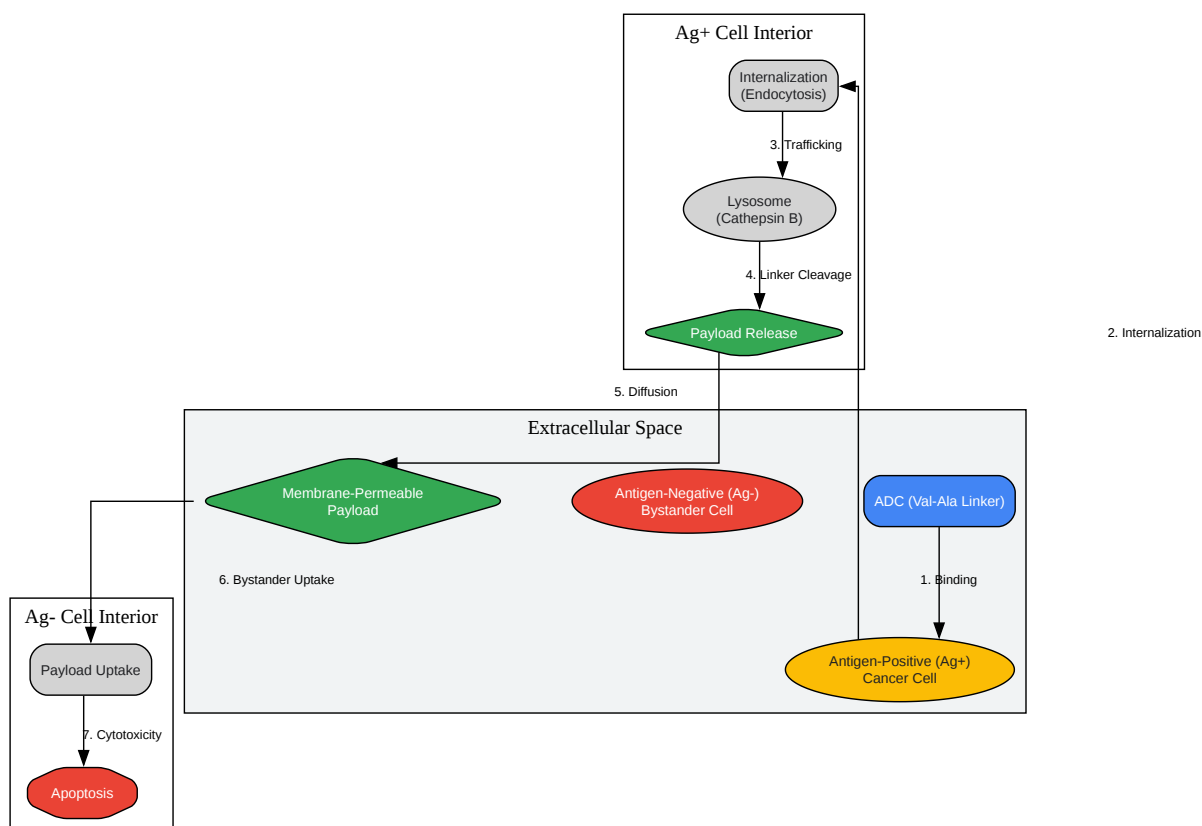 Ag+ Cell Interior
Internalization
(Endocytosis)
3. Trafficking
Lysosome
(Cathepsin B)
4. Linker Cleavage
Payload Release
2. Internalization
5. Diffusion
Extracellular Space
Membrane-Permeable
Payload
Antigen-Negative (Ag-)
Bystander Cell
ADC (Val-Ala Linker)
6. Bystander Uptake
1. Binding
Ag- Cell Interior
Payload Uptake
Antigen-Positive (Ag+)
Cancer Cell
7. Cytotoxicity
Apoptosis